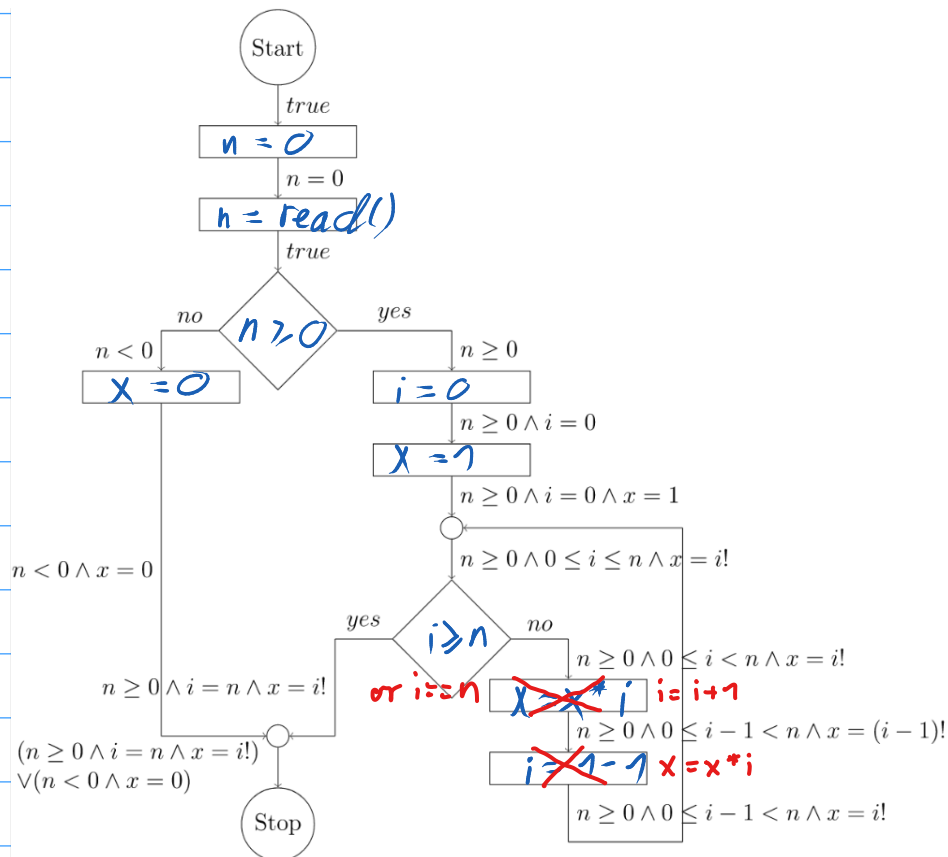 Start
true
n = 0
n = 0
n = read()
true
n ≥ 0
no
yes
n < 0
n ≥ 0
x = 0
i = 0
n ≥ 0 ∧ i = 0
x = 1
n ≥ 0 ∧ i = 0 ∧ x = 1
n ≥ 0 ∧ 0 ≤ i ≤ n ∧ x = i!
n < 0 ∧ x = 0
yes
i ≥ n
no
n ≥ 0 ∧ 0 ≤ i < n ∧ x = i!
n ≥ 0 ∧ i = n ∧ x = i!
or i == n
x = x * i
i = i + 1
n ≥ 0 ∧ 0 ≤ i − 1 < n ∧ x = (i − 1)!
(n ≥ 0 ∧ i = n ∧ x = i!)
∨(n < 0 ∧ x = 0)
x = x * i
n ≥ 0 ∧ 0 ≤ i − 1 < n ∧ x = i!
Stop